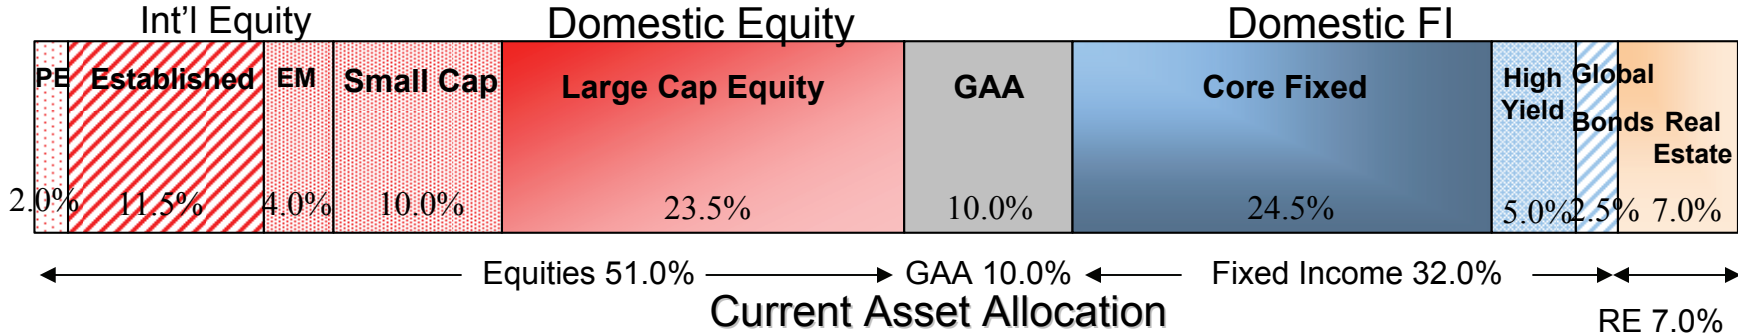 Int'l Equity Domestic Equity Domestic FI
PE Established EM Small Cap Large Cap Equity GAA Core Fixed High Yield Global Bonds Real Estate
2.0% 11.5% 4.0% 10.0% 23.5% 10.0% 24.5% 5.0% 2.5% 7.0%
Equities 51.0% GAA 10.0% Fixed Income 32.0%
Current Asset Allocation
RE 7.0%